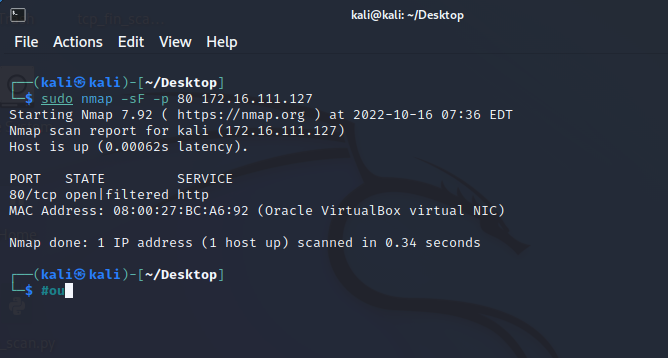 tcp_fin_sca..
kali@kali: ~/Desktop
File Actions Edit View Help
┌──(kali㉿kali)-[~/Desktop]
└─$ sudo nmap -sF -p 80 172.16.111.127
Starting Nmap 7.92 ( https://nmap.org ) at 2022-10-16 07:36 EDT
Nmap scan report for kali (172.16.111.127)
Host is up (0.00062s latency).
PORT   STATE         SERVICE
80/tcp open|filtered http
MAC Address: 08:00:27:BC:A6:92 (Oracle VirtualBox virtual NIC)
Nmap done: 1 IP address (1 host up) scanned in 0.34 seconds
┌──(kali㉿kali)-[~/Desktop]
└─$ #ou
_scan.py